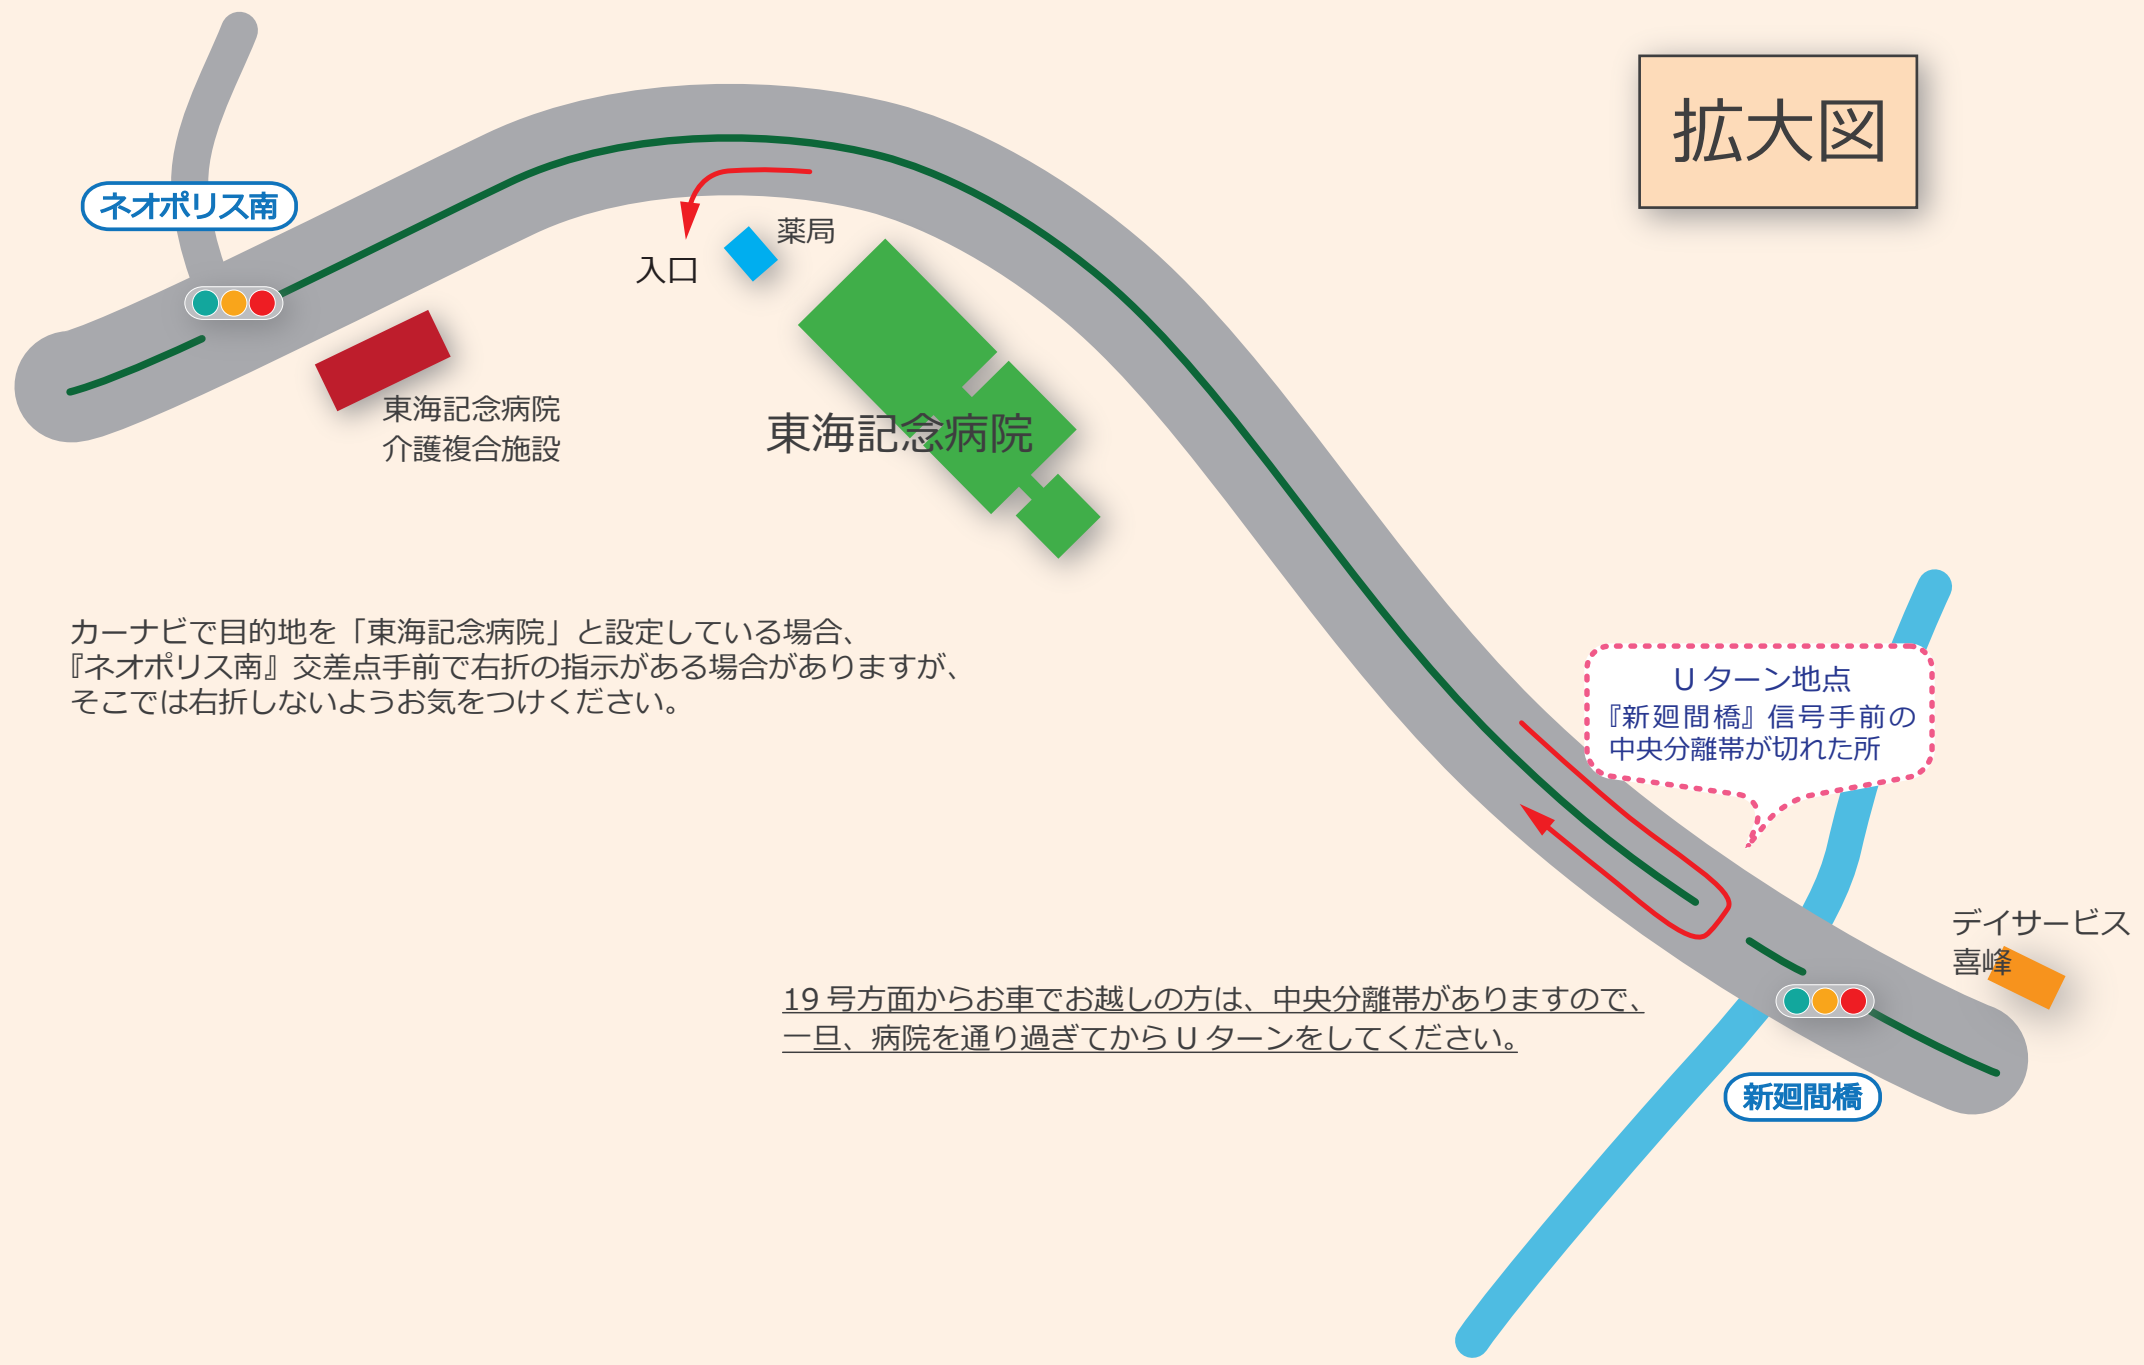 拡大図
ネオポリス南
薬局
入口
東海記念病院
介護複合施設
東海記念病院
カーナビで目的地を「東海記念病院」と設定している場合、
『ネオポリス南』交差点手前で右折の指示がある場合がありますが、
そこでは右折しないようお気をつけください。
U ターン地点
『新廻間橋』信号手前の
中央分離帯が切れた所
デイサービス
喜峰
19 号方面からお車でお越しの方は、中央分離帯がありますので、
一旦、病院を通り過ぎてから U ターンをしてください。
新廻間橋